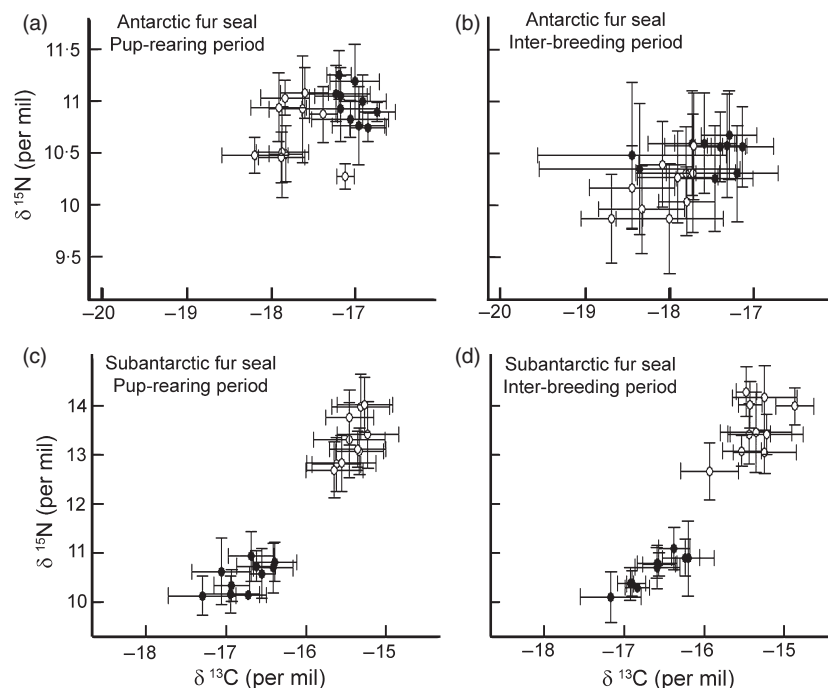 (a)
Antarctic fur seal
Pup-rearing period
11·5
11
10·5
10
9·5
δ ¹⁵N (per mil)
–20
–19
–18
–17
(b)
Antarctic fur seal
Inter-breeding period
–20
–19
–18
–17
(c)
Subantarctic fur seal
Pup-rearing period
14
13
12
11
10
δ ¹⁵N (per mil)
–18
–17
–16
–15
δ ¹³C (per mil)
(d)
Subantarctic fur seal
Inter-breeding period
–18
–17
–16
–15
δ ¹³C (per mil)